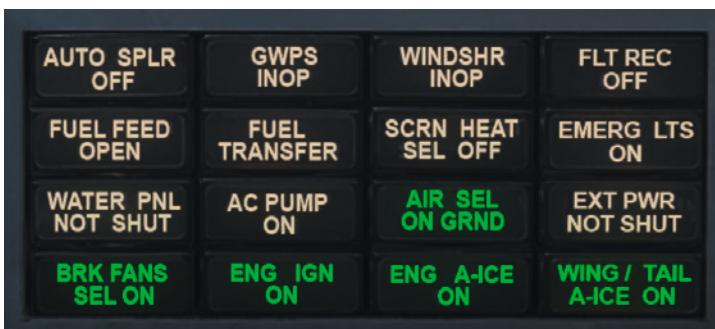 AUTO SPLR
OFF
GWPS
INOP
WINDSHR
INOP
FLT REC
OFF
FUEL FEED
OPEN
FUEL
TRANSFER
SCRN HEAT
SEL OFF
EMERG LTS
ON
WATER PNL
NOT SHUT
AC PUMP
ON
AIR SEL
ON GRND
EXT PWR
NOT SHUT
BRK FANS
SEL ON
ENG IGN
ON
ENG A-ICE
ON
WING / TAIL
A-ICE ON